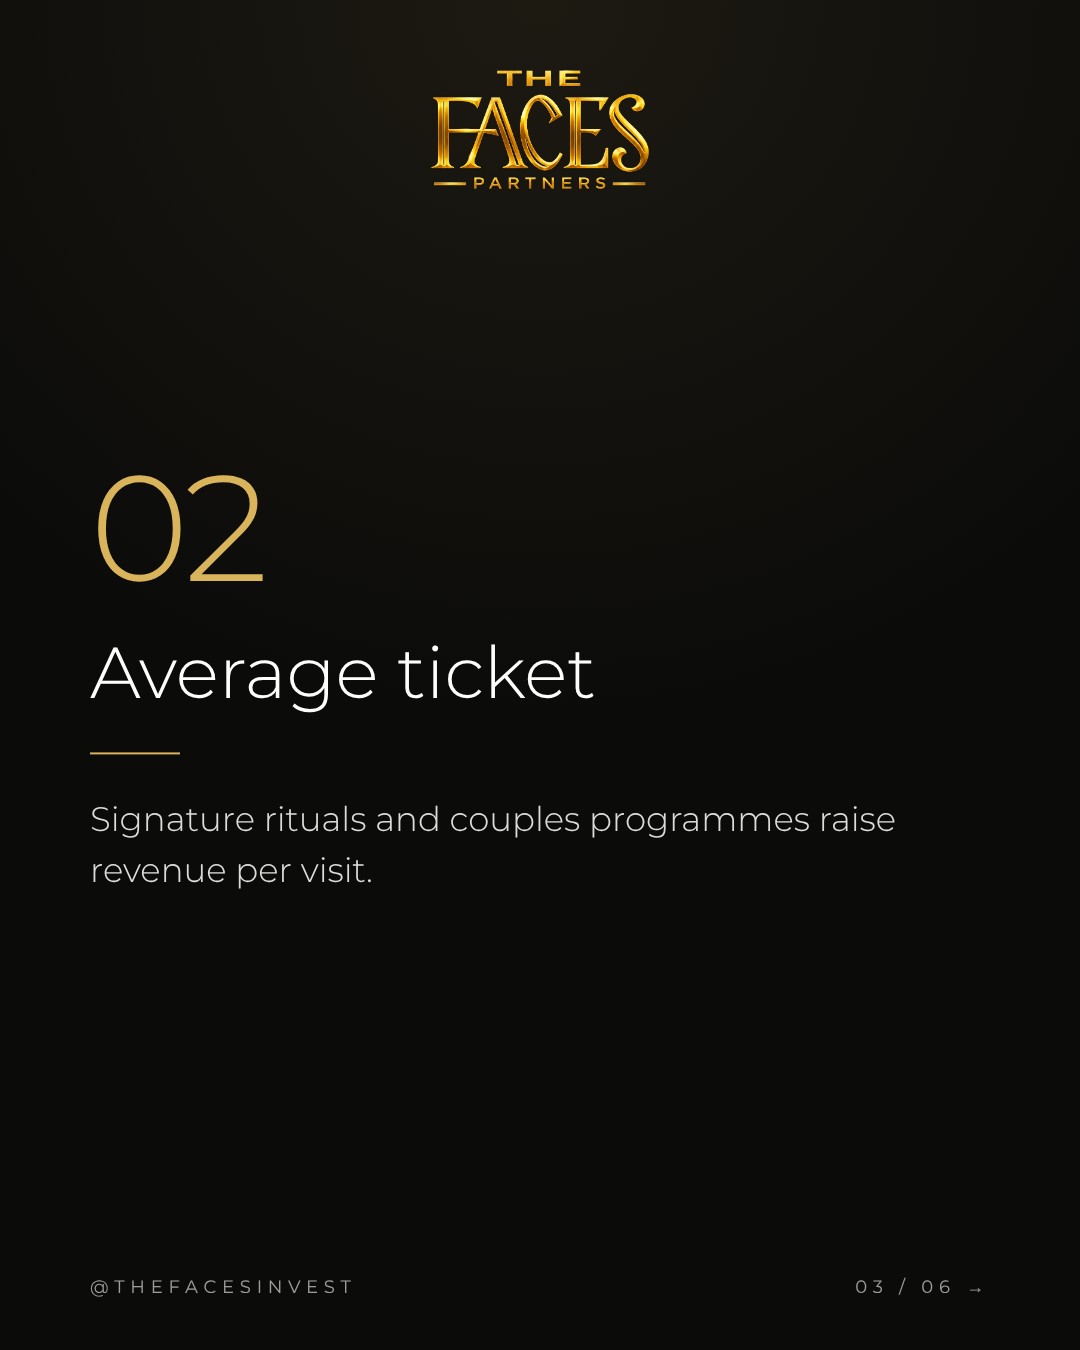 THE
FACES
PARTNERS
02
Average ticket
Signature rituals and couples programmes raise
revenue per visit.
@THEFACESINVEST
03 / 06 →